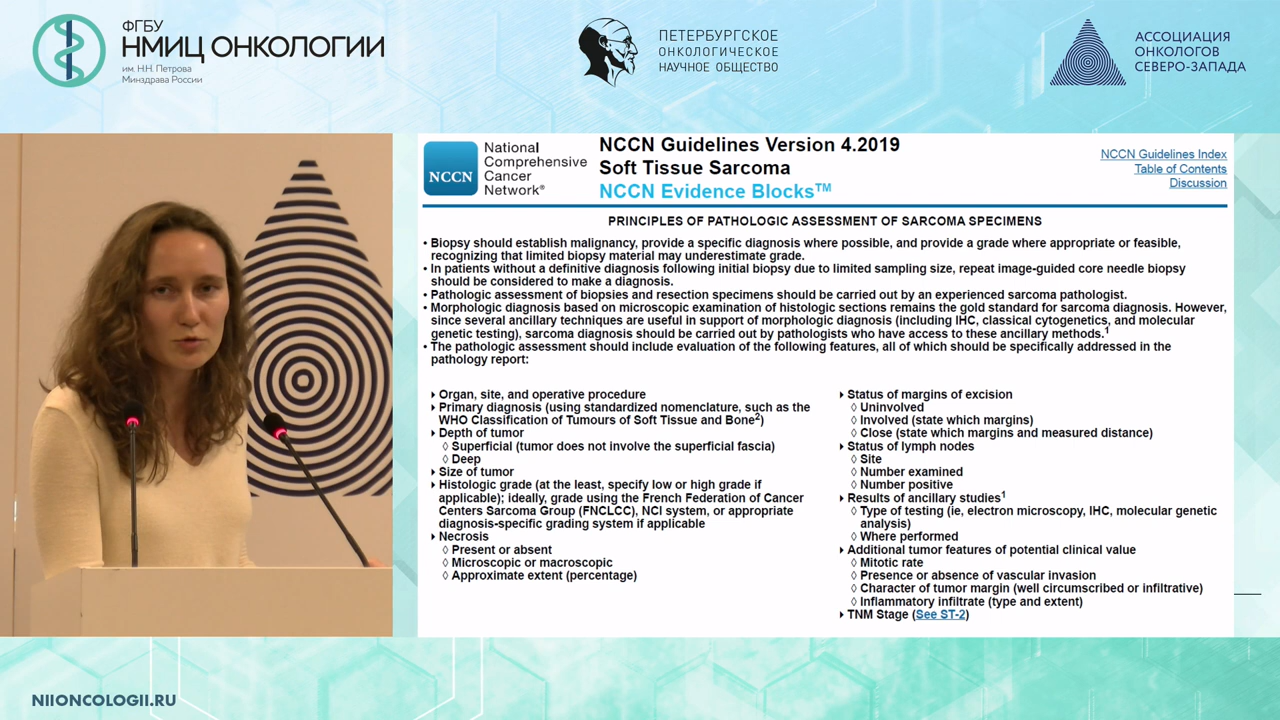 ФГБУ
НМИЦ ОНКОЛОГИИ
им. Н.Н. Петрова
Минздрава России
ПЕТЕРБУРГСКОЕ
ОНКОЛОГИЧЕСКОЕ
НАУЧНОЕ ОБЩЕСТВО
АССОЦИАЦИЯ
ОНКОЛОГОВ
СЕВЕРО-ЗАПАДА
NCCN
National
Comprehensive
Cancer
Network®
NCCN Guidelines Version 4.2019
Soft Tissue Sarcoma
NCCN Evidence Blocks™
NCCN Guidelines Index
Table of Contents
Discussion
PRINCIPLES OF PATHOLOGIC ASSESSMENT OF SARCOMA SPECIMENS
• Biopsy should establish malignancy, provide a specific diagnosis where possible, and provide a grade where appropriate or feasible,
recognizing that limited biopsy material may underestimate grade.
• In patients without a definitive diagnosis following initial biopsy due to limited sampling size, repeat image-guided core needle biopsy
should be considered to make a diagnosis.
• Pathologic assessment of biopsies and resection specimens should be carried out by an experienced sarcoma pathologist.
• Morphologic diagnosis based on microscopic examination of histologic sections remains the gold standard for sarcoma diagnosis. However,
since several ancillary techniques are useful in support of morphologic diagnosis (including IHC, classical cytogenetics, and molecular
genetic testing), sarcoma diagnosis should be carried out by pathologists who have access to these ancillary methods.¹
• The pathologic assessment should include evaluation of the following features, all of which should be specifically addressed in the
pathology report:
‣ Organ, site, and operative procedure
‣ Primary diagnosis (using standardized nomenclature, such as the
WHO Classification of Tumours of Soft Tissue and Bone²)
‣ Depth of tumor
◊ Superficial (tumor does not involve the superficial fascia)
◊ Deep
‣ Size of tumor
‣ Histologic grade (at the least, specify low or high grade if
applicable); ideally, grade using the French Federation of Cancer
Centers Sarcoma Group (FNCLCC), NCI system, or appropriate
diagnosis-specific grading system if applicable
‣ Necrosis
◊ Present or absent
◊ Microscopic or macroscopic
◊ Approximate extent (percentage)
‣ Status of margins of excision
◊ Uninvolved
◊ Involved (state which margins)
◊ Close (state which margins and measured distance)
‣ Status of lymph nodes
◊ Site
◊ Number examined
◊ Number positive
‣ Results of ancillary studies¹
◊ Type of testing (ie, electron microscopy, IHC, molecular genetic
analysis)
◊ Where performed
‣ Additional tumor features of potential clinical value
◊ Mitotic rate
◊ Presence or absence of vascular invasion
◊ Character of tumor margin (well circumscribed or infiltrative)
◊ Inflammatory infiltrate (type and extent)
‣ TNM Stage (See ST-2)
NIIONCOLOGII.RU